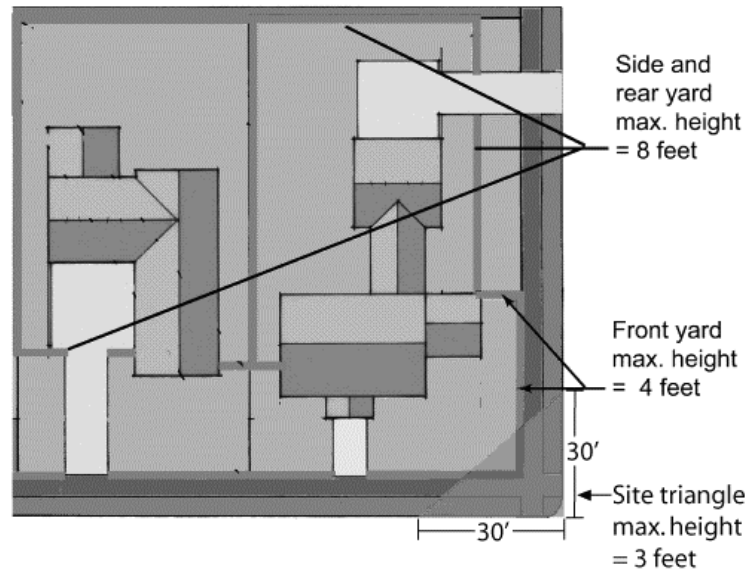 Side and
rear yard
max. height
= 8 feet
Front yard
max. height
= 4 feet
30'
Site triangle
max. height
= 3 feet
30'